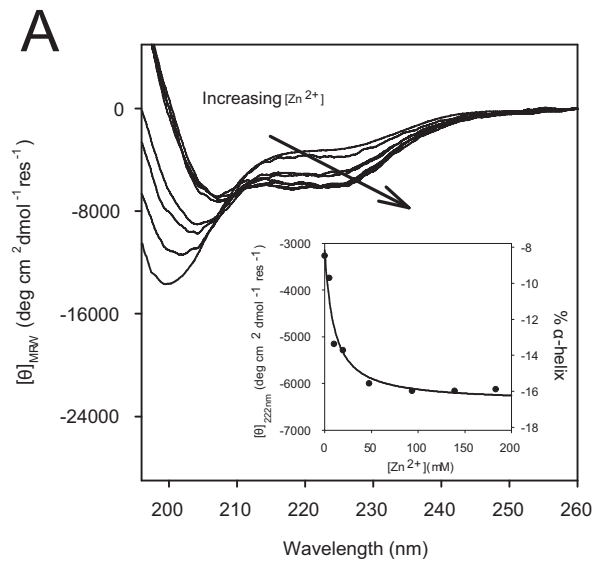 A
Increasing [Zn 2+]
[θ]MRW (deg cm 2 dmol -1 res -1)
0
-8000
-16000
-24000
200 210 220 230 240 250 260
Wavelength (nm)
[θ]222nm (deg cm 2 dmol -1 res -1)
-3000
-4000
-5000
-6000
-7000
0 50 100 150 200
[Zn 2+](mM)
-8
-10
-12
-14
-16
-18
% α-helix